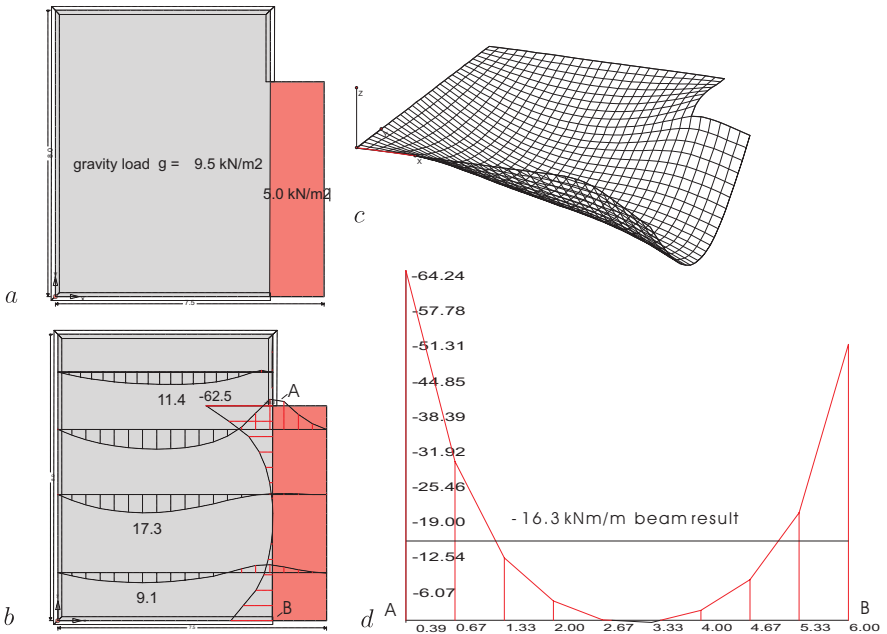 gravity load g = 9.5 kN/m2
5.0 kN/m2
7.5
a
z
x
c
11.4
-62.5
A
17.3
9.1
B
b
-64.24
-57.78
-51.31
-44.85
-38.39
-31.92
-25.46
-19.00
-12.54
-6.07
-16.3 kNm/m beam result
A
B
d
0.39 0.67 1.33 2.00 2.67 3.33 4.00 4.67 5.33 6.00